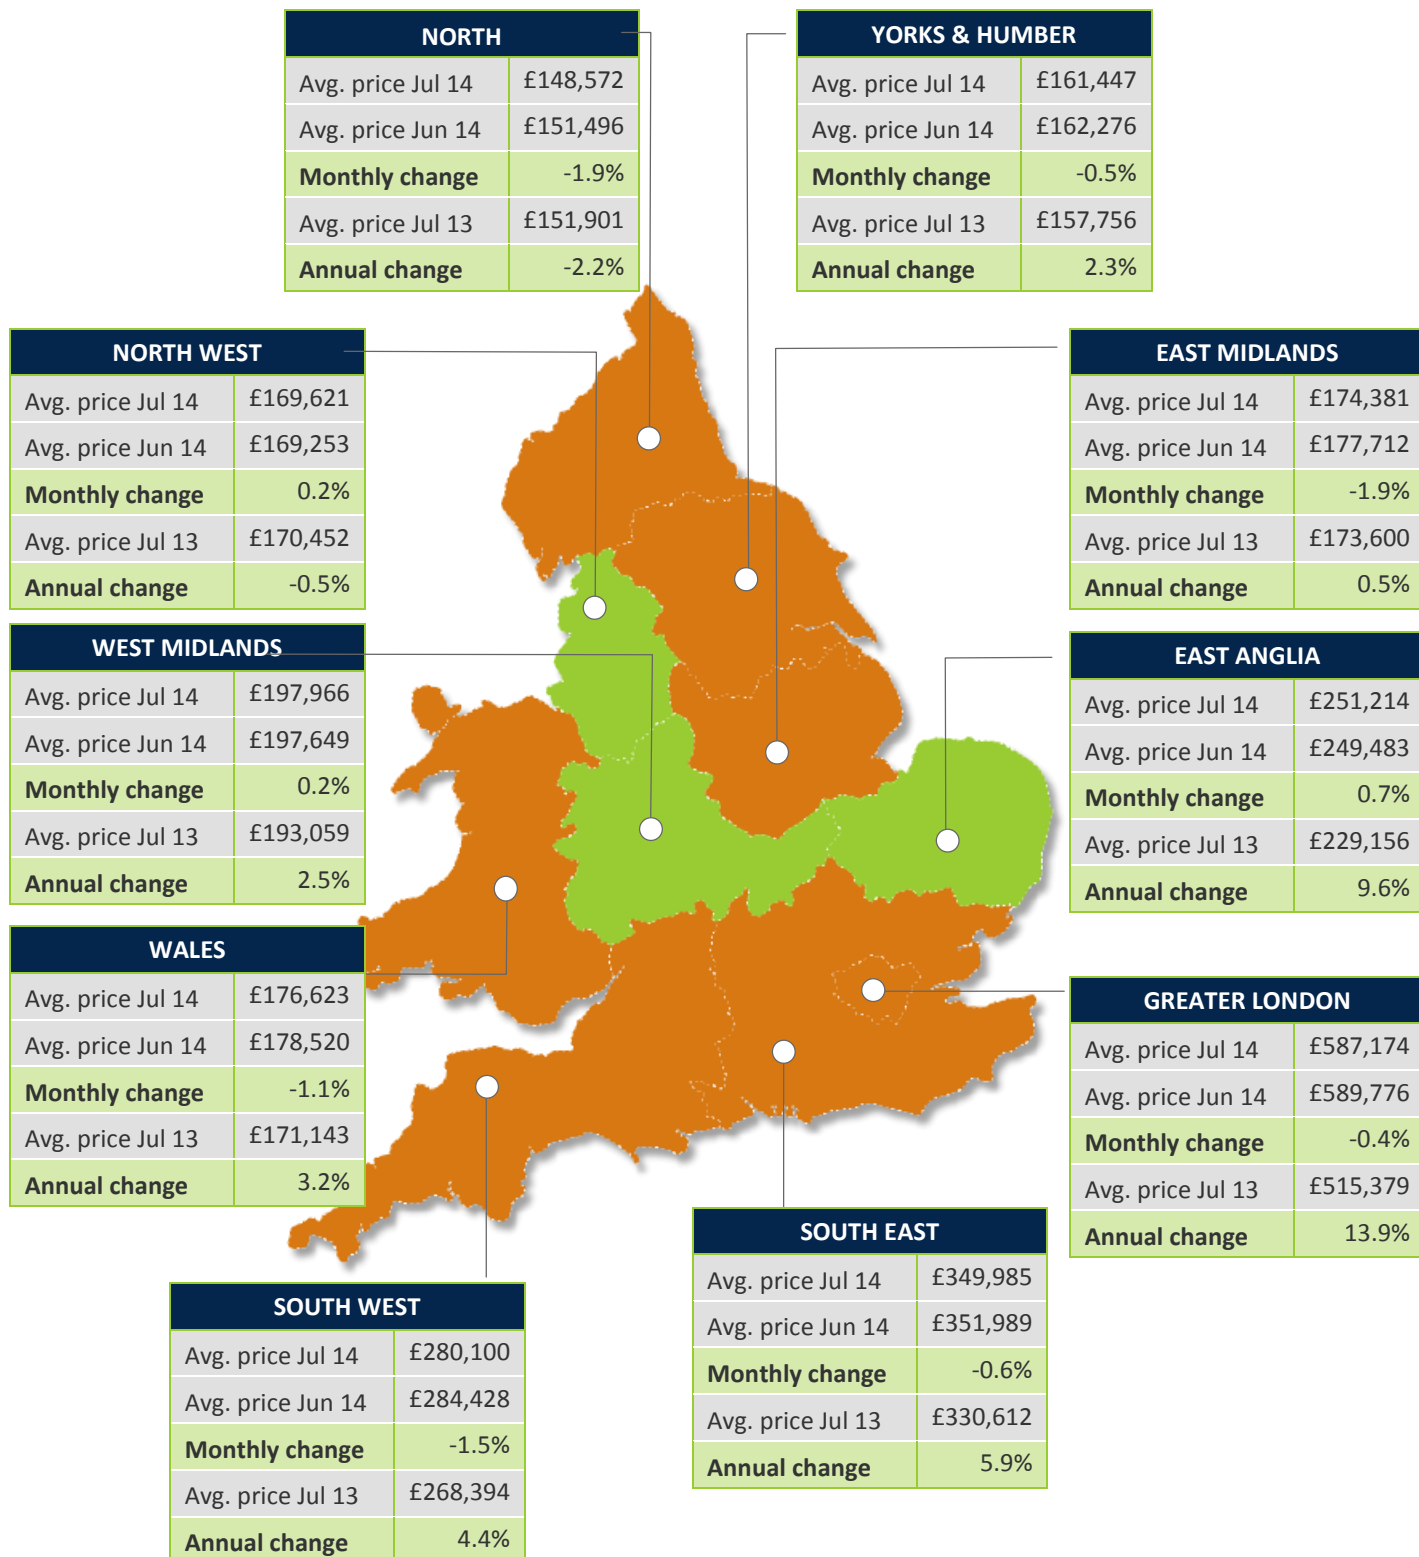 NORTH
Avg. price Jul 14 £148,572
Avg. price Jun 14 £151,496
Monthly change -1.9%
Avg. price Jul 13 £151,901
Annual change -2.2%
YORKS & HUMBER
Avg. price Jul 14 £161,447
Avg. price Jun 14 £162,276
Monthly change -0.5%
Avg. price Jul 13 £157,756
Annual change 2.3%
NORTH WEST
Avg. price Jul 14 £169,621
Avg. price Jun 14 £169,253
Monthly change 0.2%
Avg. price Jul 13 £170,452
Annual change -0.5%
EAST MIDLANDS
Avg. price Jul 14 £174,381
Avg. price Jun 14 £177,712
Monthly change -1.9%
Avg. price Jul 13 £173,600
Annual change 0.5%
WEST MIDLANDS
Avg. price Jul 14 £197,966
Avg. price Jun 14 £197,649
Monthly change 0.2%
Avg. price Jul 13 £193,059
Annual change 2.5%
EAST ANGLIA
Avg. price Jul 14 £251,214
Avg. price Jun 14 £249,483
Monthly change 0.7%
Avg. price Jul 13 £229,156
Annual change 9.6%
WALES
Avg. price Jul 14 £176,623
Avg. price Jun 14 £178,520
Monthly change -1.1%
Avg. price Jul 13 £171,143
Annual change 3.2%
GREATER LONDON
Avg. price Jul 14 £587,174
Avg. price Jun 14 £589,776
Monthly change -0.4%
Avg. price Jul 13 £515,379
Annual change 13.9%
SOUTH EAST
Avg. price Jul 14 £349,985
Avg. price Jun 14 £351,989
Monthly change -0.6%
Avg. price Jul 13 £330,612
Annual change 5.9%
SOUTH WEST
Avg. price Jul 14 £280,100
Avg. price Jun 14 £284,428
Monthly change -1.5%
Avg. price Jul 13 £268,394
Annual change 4.4%